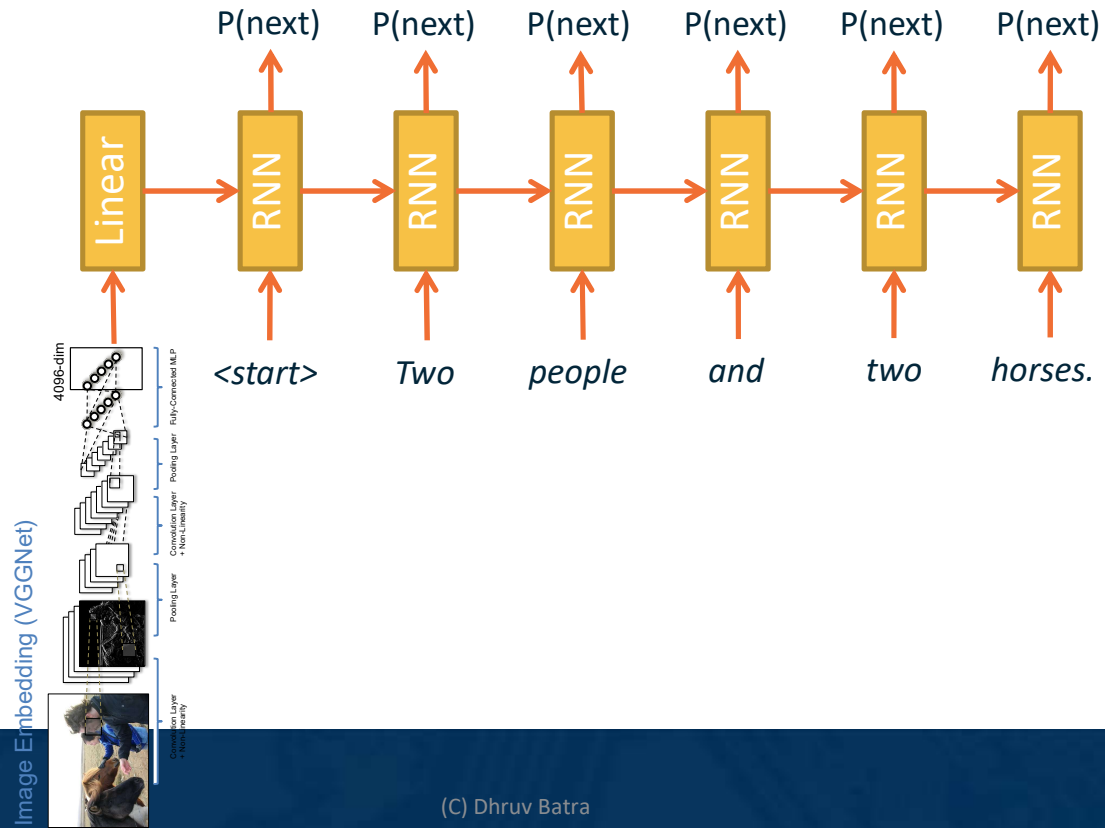 P(next) P(next) P(next) P(next) P(next) P(next)
Linear RNN RNN RNN RNN RNN RNN
<start> Two people and two horses.
4096-dim
Fully-Connected MLP
Pooling Layer
Convolution Layer
+ Non-Linearity
Pooling Layer
Convolution Layer
+ Non-Linearity
Image Embedding (VGGNet)
(C) Dhruv Batra